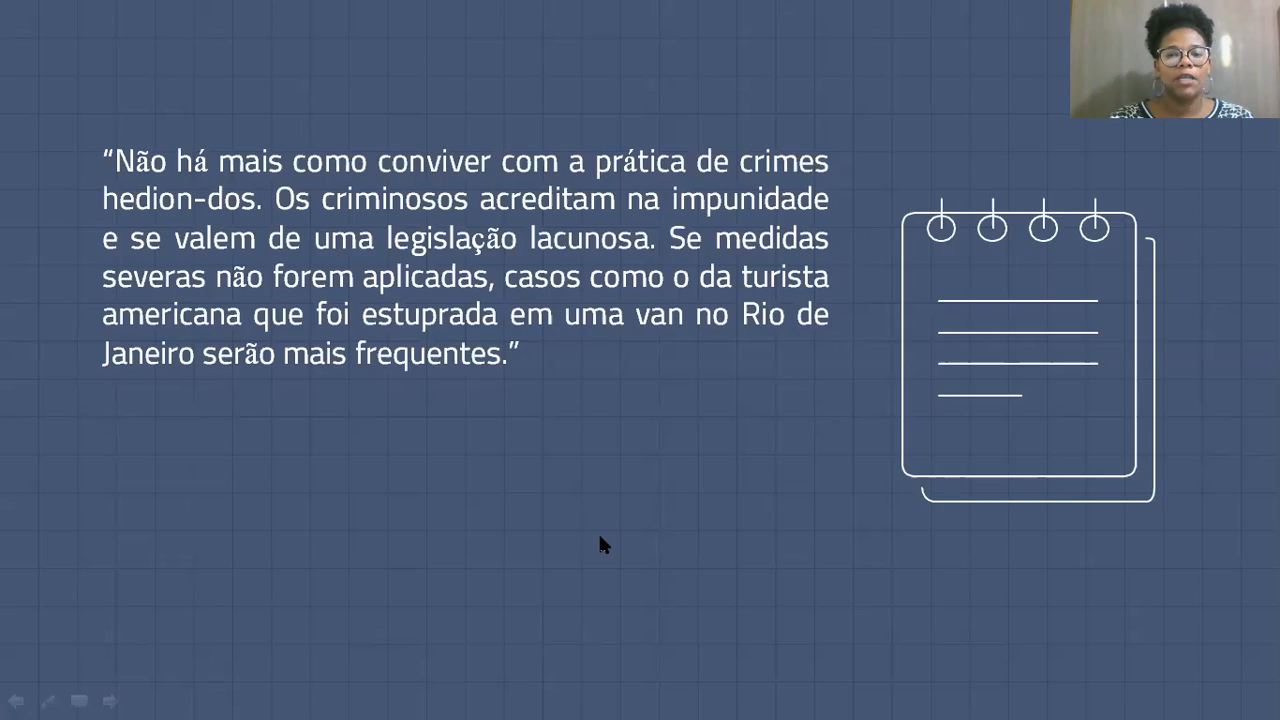 “Não há mais como conviver com a prática de crimes
hedion-dos. Os criminosos acreditam na impunidade
e se valem de uma legislação lacunosa. Se medidas
severas não forem aplicadas, casos como o da turista
americana que foi estuprada em uma van no Rio de
Janeiro serão mais frequentes.”